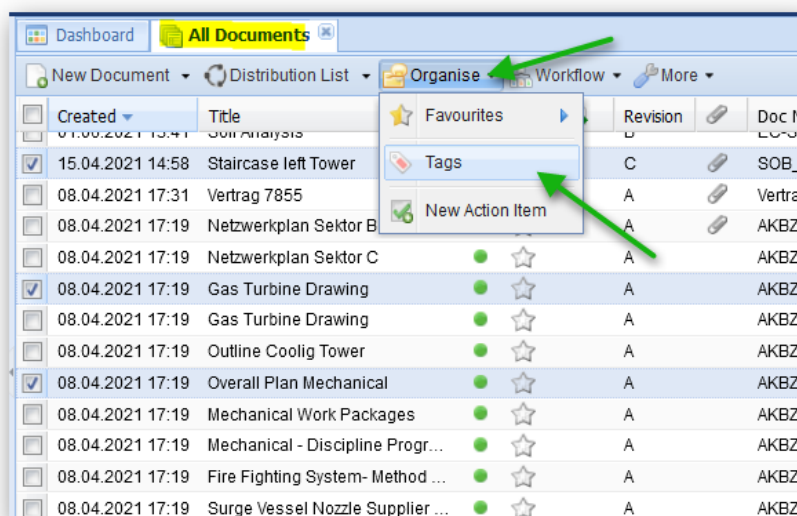 Dashboard All Documents
New Document Distribution List Organise Workflow More
Created Title Revision Doc
Favourites
Tags
New Action Item
15.04.2021 14:58 Staircase left Tower C SOB_
08.04.2021 17:31 Vertrag 7855 A Vertra
08.04.2021 17:19 Netzwerkplan Sektor B A AKBZ
08.04.2021 17:19 Netzwerkplan Sektor C A AKBZ
08.04.2021 17:19 Gas Turbine Drawing A AKBZ
08.04.2021 17:19 Gas Turbine Drawing A AKBZ
08.04.2021 17:19 Outline Coolig Tower A AKBZ
08.04.2021 17:19 Overall Plan Mechanical A AKBZ
08.04.2021 17:19 Mechanical Work Packages A AKBZ
08.04.2021 17:19 Mechanical - Discipline Progr... A AKBZ
08.04.2021 17:19 Fire Fighting System- Method ... A AKBZ
08.04.2021 17:19 Surge Vessel Nozzle Supplier ... A AKBZ